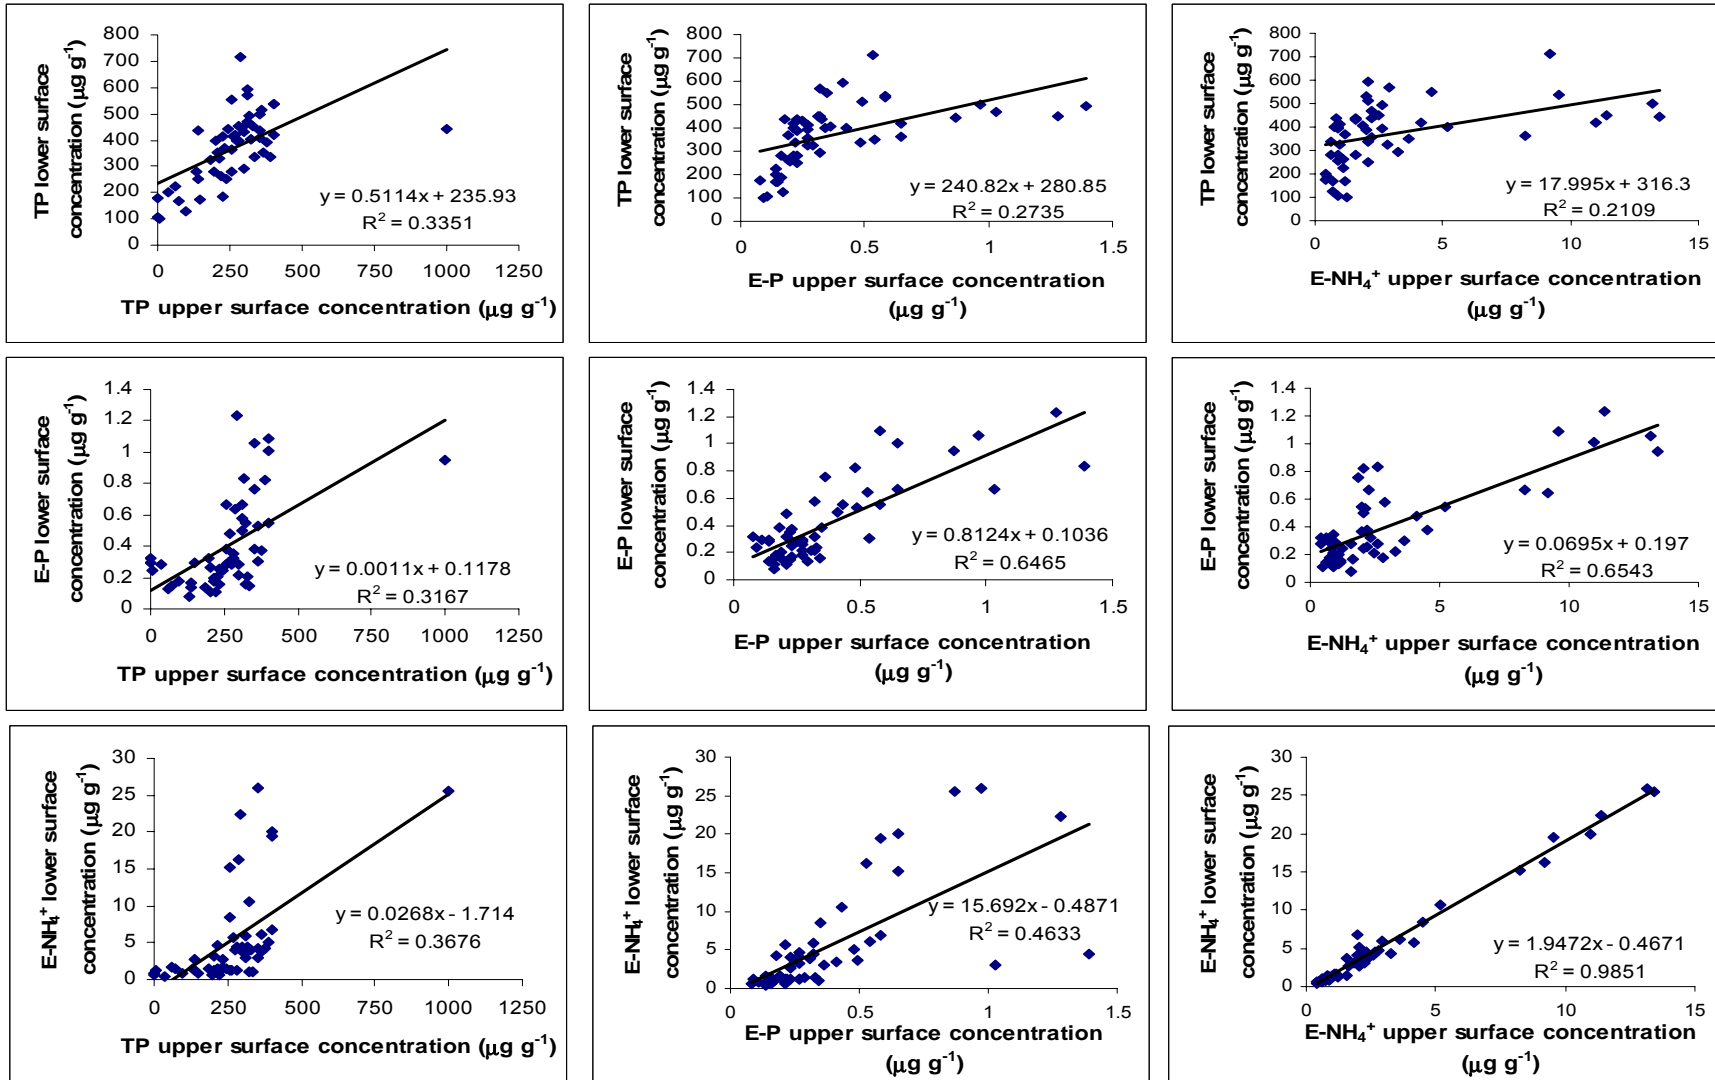 TP lower surface
concentration (μg g⁻¹)
800
700
600
500
400
300
200
100
0
y = 0.5114x + 235.93
R² = 0.3351
0 250 500 750 1000 1250
TP upper surface concentration (μg g⁻¹)
TP lower surface
concentration (μg g⁻¹)
800
700
600
500
400
300
200
100
0
y = 240.82x + 280.85
R² = 0.2735
0 0.5 1 1.5
E-P upper surface concentration
(μg g⁻¹)
TP lower surface
concentration (μg g⁻¹)
800
700
600
500
400
300
200
100
0
y = 17.995x + 316.3
R² = 0.2109
0 5 10 15
E-NH₄⁺ upper surface concentration
(μg g⁻¹)
E-P lower surface
concentration (μg g⁻¹)
1.4
1.2
1
0.8
0.6
0.4
0.2
0
y = 0.0011x + 0.1178
R² = 0.3167
0 250 500 750 1000 1250
TP upper surface concentration (μg g⁻¹)
E-P lower surface
concentration (μg g⁻¹)
1.4
1.2
1
0.8
0.6
0.4
0.2
0
y = 0.8124x + 0.1036
R² = 0.6465
0 0.5 1 1.5
E-P upper surface concentration
(μg g⁻¹)
E-P lower surface
concentration (μg g⁻¹)
1.4
1.2
1
0.8
0.6
0.4
0.2
0
y = 0.0695x + 0.197
R² = 0.6543
0 5 10 15
E-NH₄⁺ upper surface concentration
(μg g⁻¹)
E-NH₄⁺ lower surface
concentration (μg g⁻¹)
30
25
20
15
10
5
0
y = 0.0268x - 1.714
R² = 0.3676
0 250 500 750 1000 1250
TP upper surface concentration (μg g⁻¹)
E-NH₄⁺ lower surface
concentration (μg g⁻¹)
30
25
20
15
10
5
0
y = 15.692x - 0.4871
R² = 0.4633
0 0.5 1 1.5
E-P upper surface concentration
(μg g⁻¹)
E-NH₄⁺ lower surface
concentration (μg g⁻¹)
30
25
20
15
10
5
0
y = 1.9472x - 0.4671
R² = 0.9851
0 5 10 15
E-NH₄⁺ upper surface concentration
(μg g⁻¹)